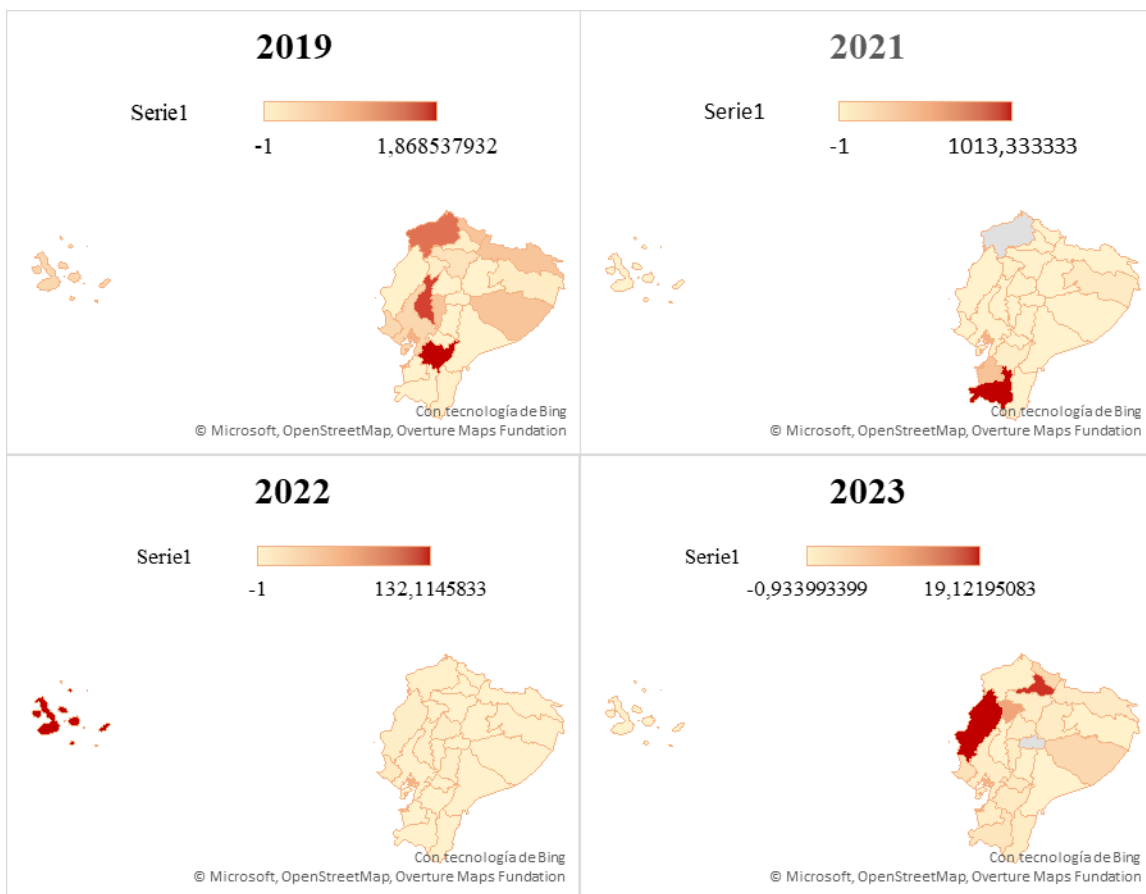 2019
Serie1
-1
1,868537932
Con tecnología de Bing
© Microsoft, OpenStreetMap, Overture Maps Fundation
2021
Serie1
-1
1013,333333
Con tecnología de Bing
© Microsoft, OpenStreetMap, Overture Maps Fundation
2022
Serie1
-1
132,1145833
Con tecnología de Bing
© Microsoft, OpenStreetMap, Overture Maps Fundation
2023
Serie1
-0,933993399
19,12195083
Con tecnología de Bing
© Microsoft, OpenStreetMap, Overture Maps Fundation